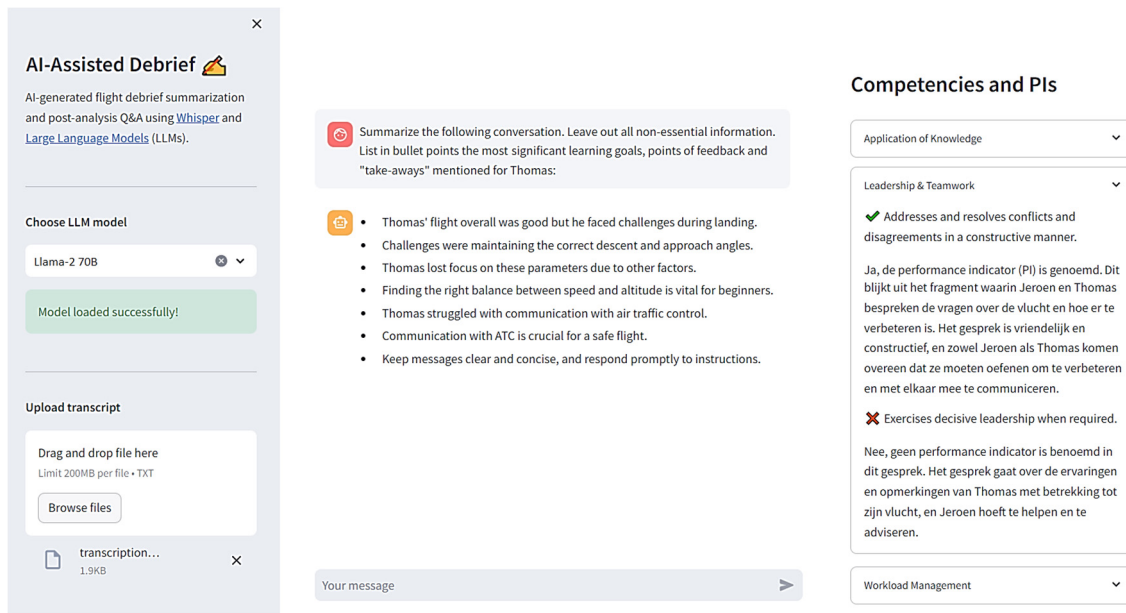 AI-Assisted Debrief
AI-generated flight debrief summarization
and post-analysis Q&A using Whisper and
Large Language Models (LLMs).
Choose LLM model
Llama-2 70B
Model loaded successfully!
Upload transcript
Drag and drop file here
Limit 200MB per file • TXT
Browse files
transcription…
1.9KB
Summarize the following conversation. Leave out all non-essential information.
List in bullet points the most significant learning goals, points of feedback and
"take-aways" mentioned for Thomas:
• Thomas' flight overall was good but he faced challenges during landing.
• Challenges were maintaining the correct descent and approach angles.
• Thomas lost focus on these parameters due to other factors.
• Finding the right balance between speed and altitude is vital for beginners.
• Thomas struggled with communication with air traffic control.
• Communication with ATC is crucial for a safe flight.
• Keep messages clear and concise, and respond promptly to instructions.
Your message
Competencies and PIs
Application of Knowledge
Leadership & Teamwork
Addresses and resolves conflicts and
disagreements in a constructive manner.
Ja, de performance indicator (PI) is genoemd. Dit
blijkt uit het fragment waarin Jeroen en Thomas
bespreken de vragen over de vlucht en hoe er te
verbeteren is. Het gesprek is vriendelijk en
constructief, en zowel Jeroen als Thomas komen
overeen dat ze moeten oefenen om te verbeteren
en met elkaar mee te communiceren.
Exercises decisive leadership when required.
Nee, geen performance indicator is benoemd in
dit gesprek. Het gesprek gaat over de ervaringen
en opmerkingen van Thomas met betrekking tot
zijn vlucht, en Jeroen hoeft te helpen en te
adviseren.
Workload Management